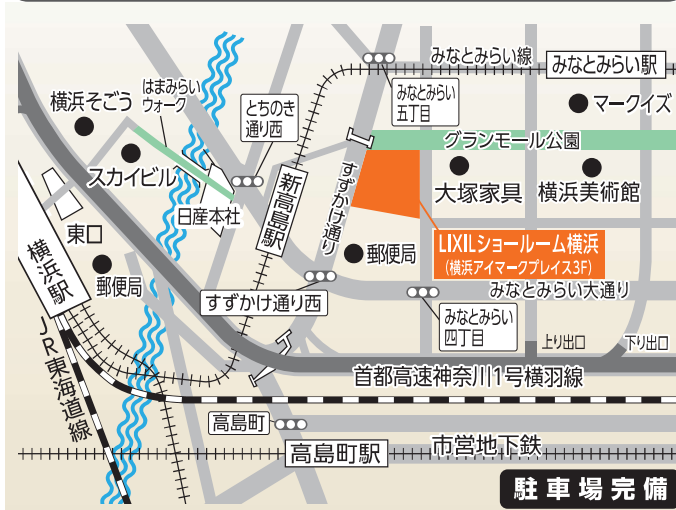 みなとみらい線
みなとみらい駅
はまみらい
ウォーク
横浜そごう
とちのき
通り西
みなとみらい
五丁目
マークイズ
グランモール公園
スカイビル
新高島駅
すずかけ通り
大塚家具
横浜美術館
日産本社
東口
横浜駅
郵便局
郵便局
LIXILショールーム横浜
(横浜アイマークプレイス3F)
すずかけ通り西
みなとみらい大通り
みなとみらい
四丁目
上り出口
下り出口
JR東海道線
首都高速神奈川1号横羽線
高島町
高島町駅
市営地下鉄
駐車場完備